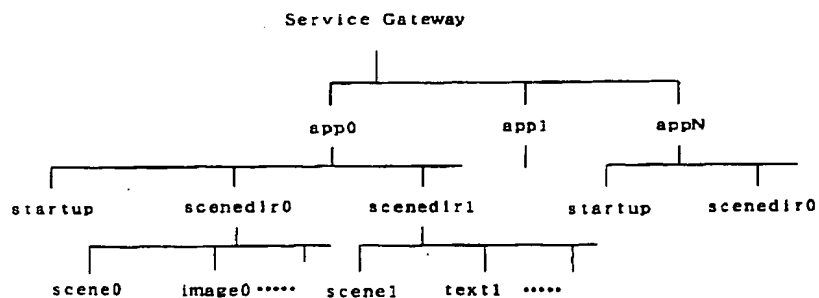 Service Gateway
app0 app1 appN
startup scenedir0 scenedir1 startup scenedir0
scene0 image0 ····· scene1 text1 ·····